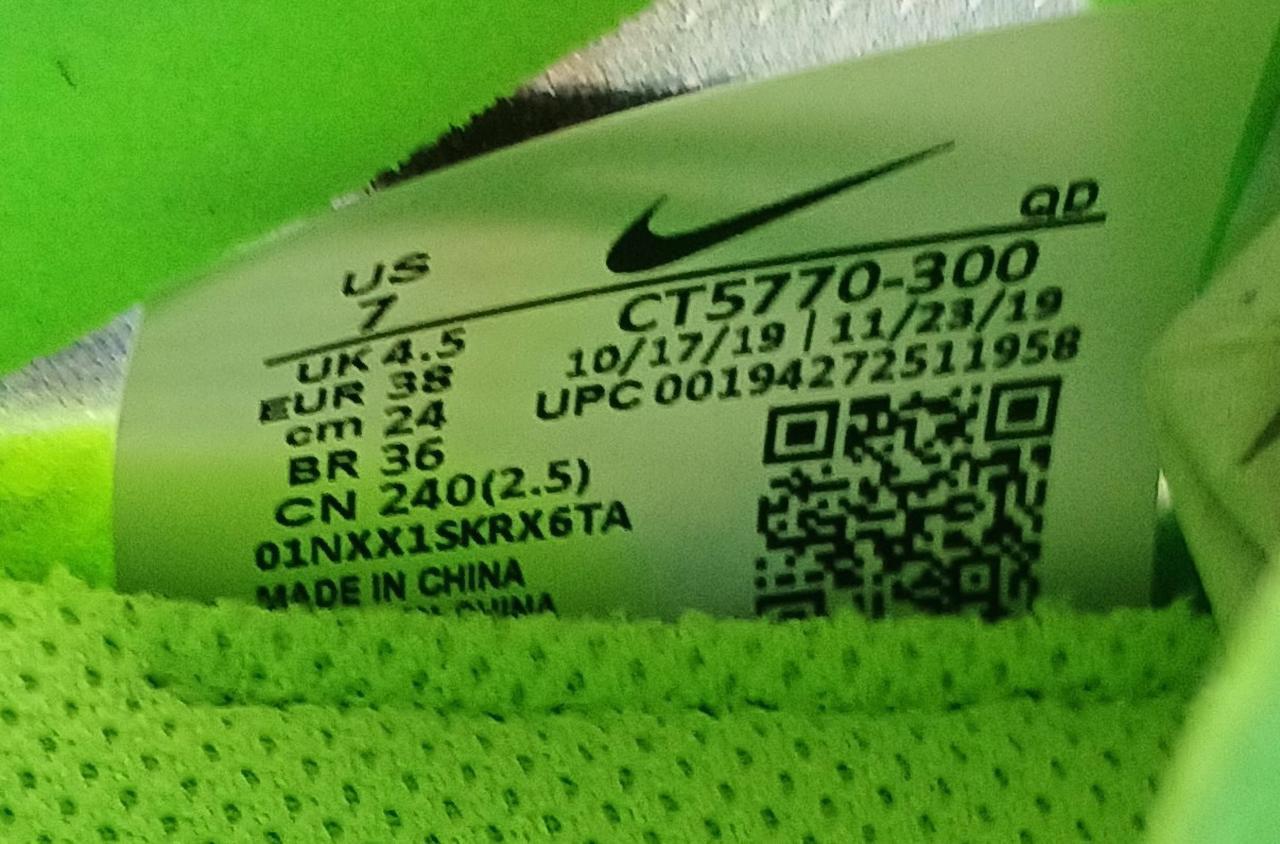 QD
US
7
CT5770-300
10/17/19 | 11/23/19
UPC 00194272511958
UK 4.5
EUR 38
cm 24
BR 36
CN 240(2.5)
01NXX1SKRX6TA
MADE IN CHINA
CHINA